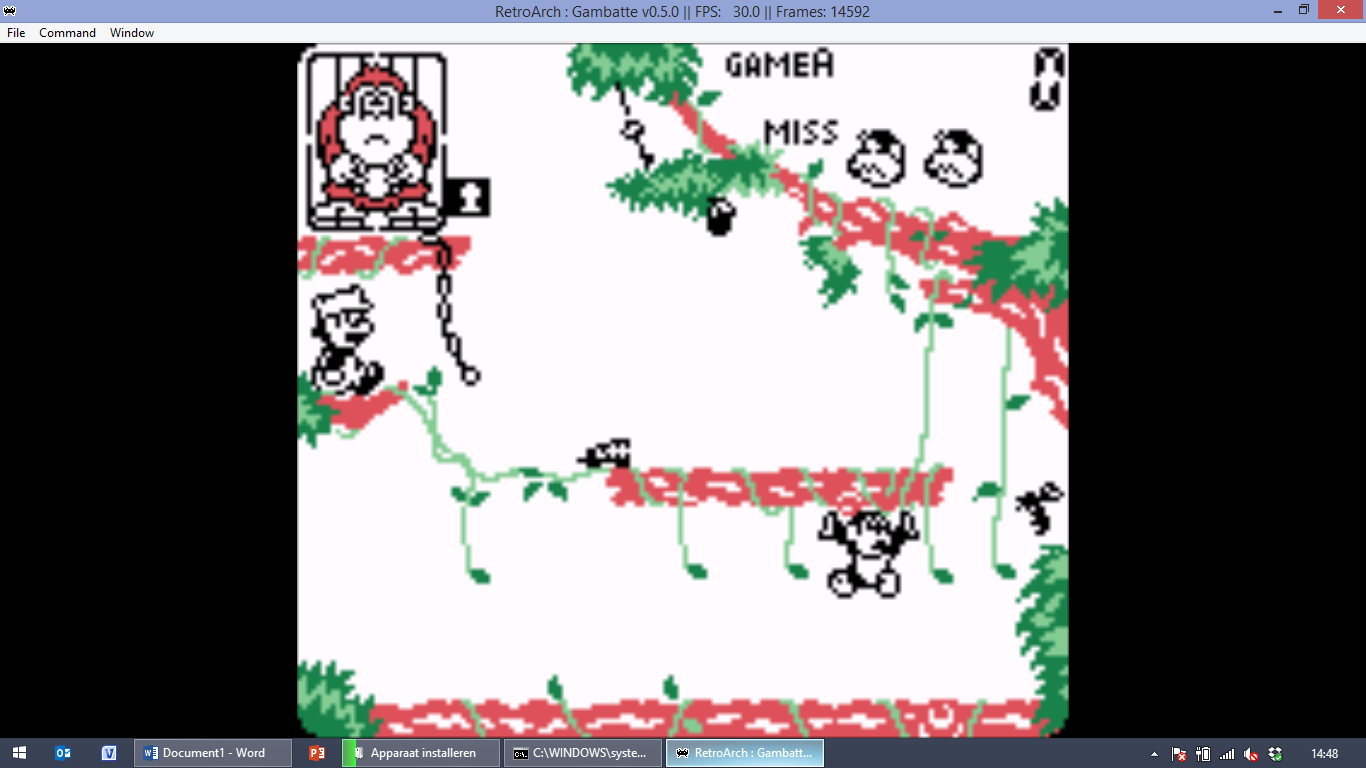 RetroArch : Gambatte v0.5.0 || FPS: 30.0 || Frames: 14592
File Command Window
GAMEA 0
MISS
Document1 - Word
Apparaat installeren
C:\WINDOWS\syste...
RetroArch : Gambatt...
14:48